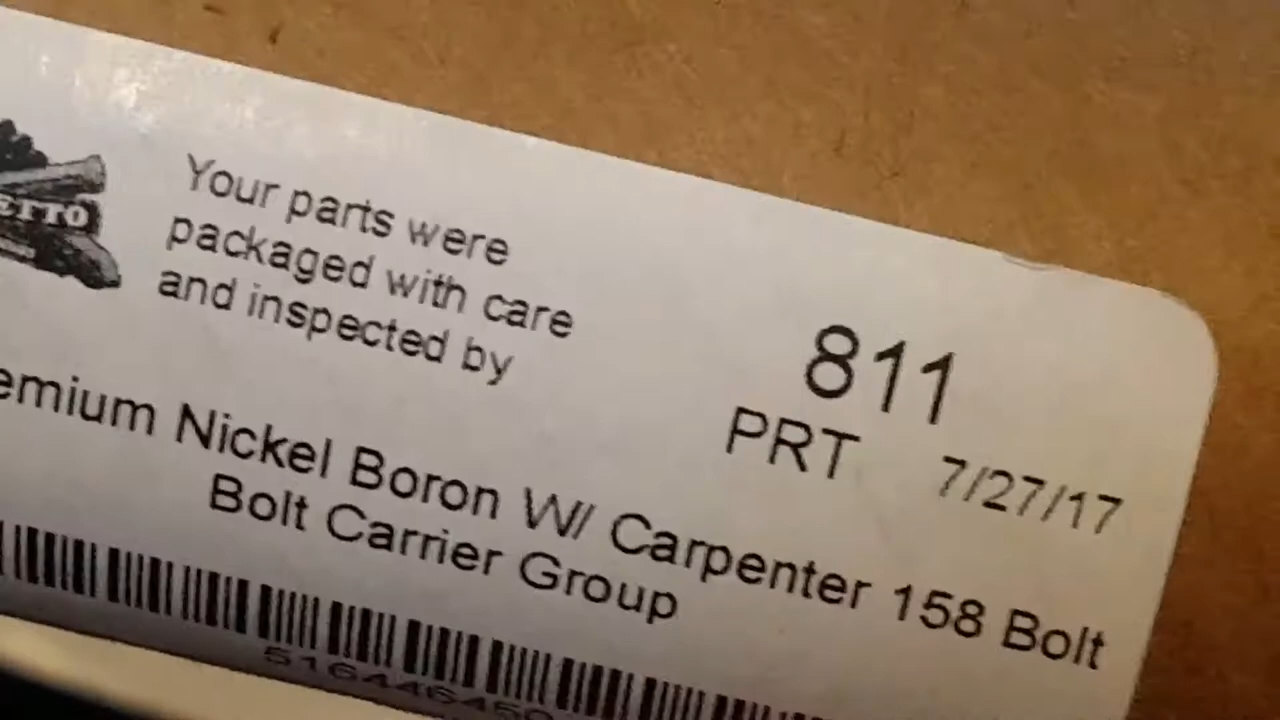 ETTO
Your parts were
packaged with care
and inspected by
811
PRT 7/27/17
emium Nickel Boron W/ Carpenter 158 Bolt
Bolt Carrier Group